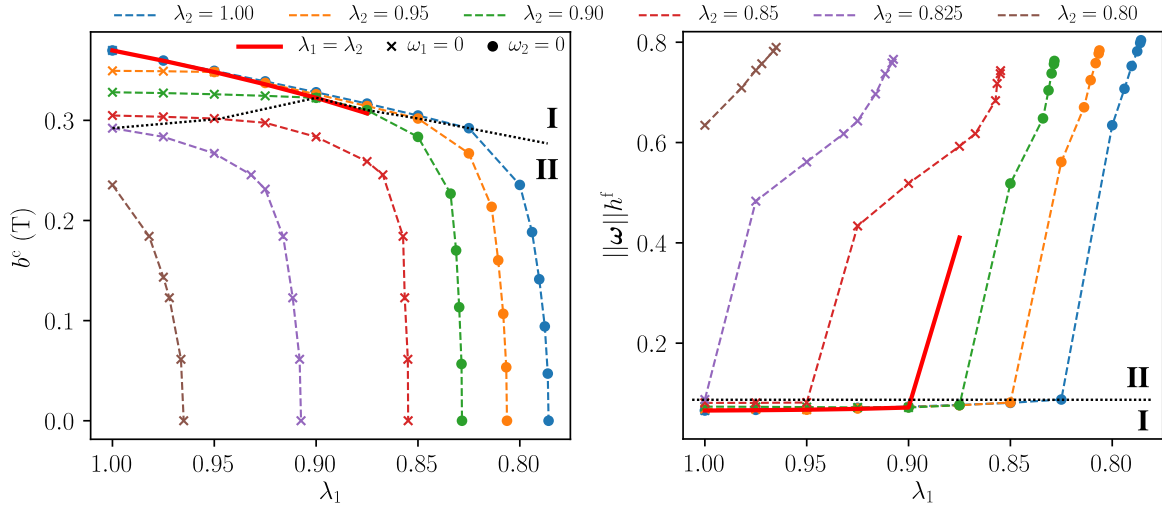 λ₂ = 1.00 λ₂ = 0.95 λ₂ = 0.90 λ₂ = 0.85 λ₂ = 0.825 λ₂ = 0.80
λ₁ = λ₂ ω₁ = 0 ω₂ = 0
0.3
0.2
0.1
0.0
bᶜ (T)
I
II
1.00 0.95 0.90 0.85 0.80
λ₁
0.8
0.6
0.4
0.2
||𝝎||hᶠ
II
I
1.00 0.95 0.90 0.85 0.80
λ₁